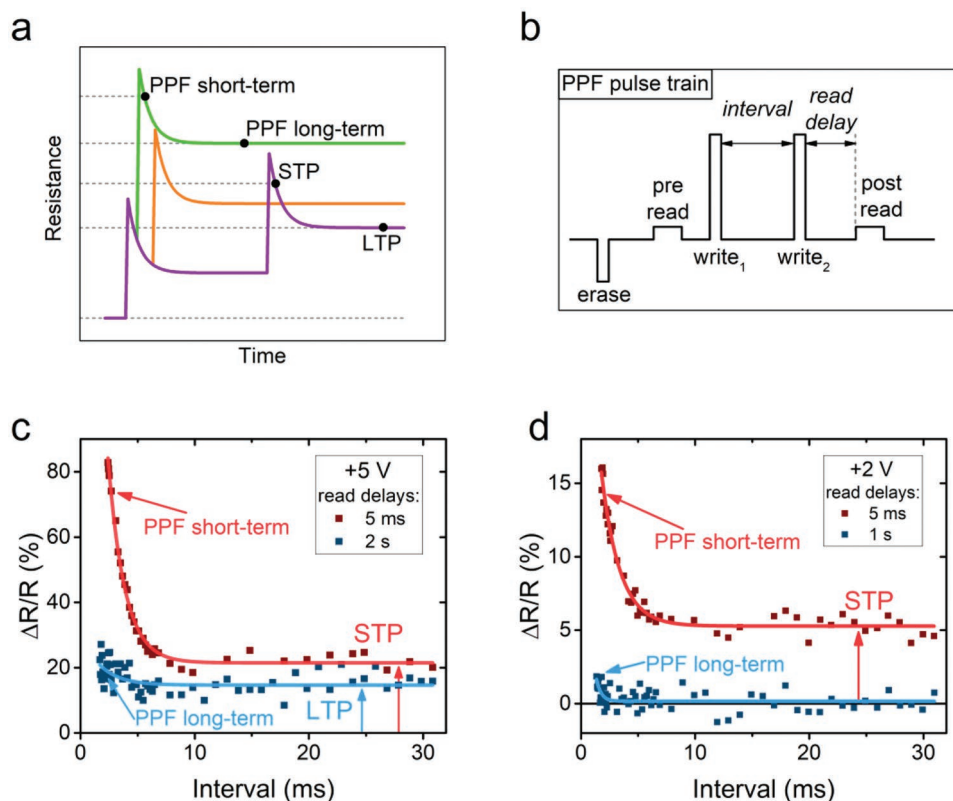 a
PPF short-term
PPF long-term
STP
LTP
Resistance
Time
b
PPF pulse train
interval
read
delay
pre
read
post
read
write₁
write₂
erase
c
+5 V
read delays:
5 ms
2 s
PPF short-term
STP
PPF long-term
LTP
80
60
40
20
0
ΔR/R (%)
0
10
20
30
Interval (ms)
d
+2 V
read delays:
5 ms
1 s
PPF short-term
STP
PPF long-term
15
10
5
0
ΔR/R (%)
0
10
20
30
Interval (ms)